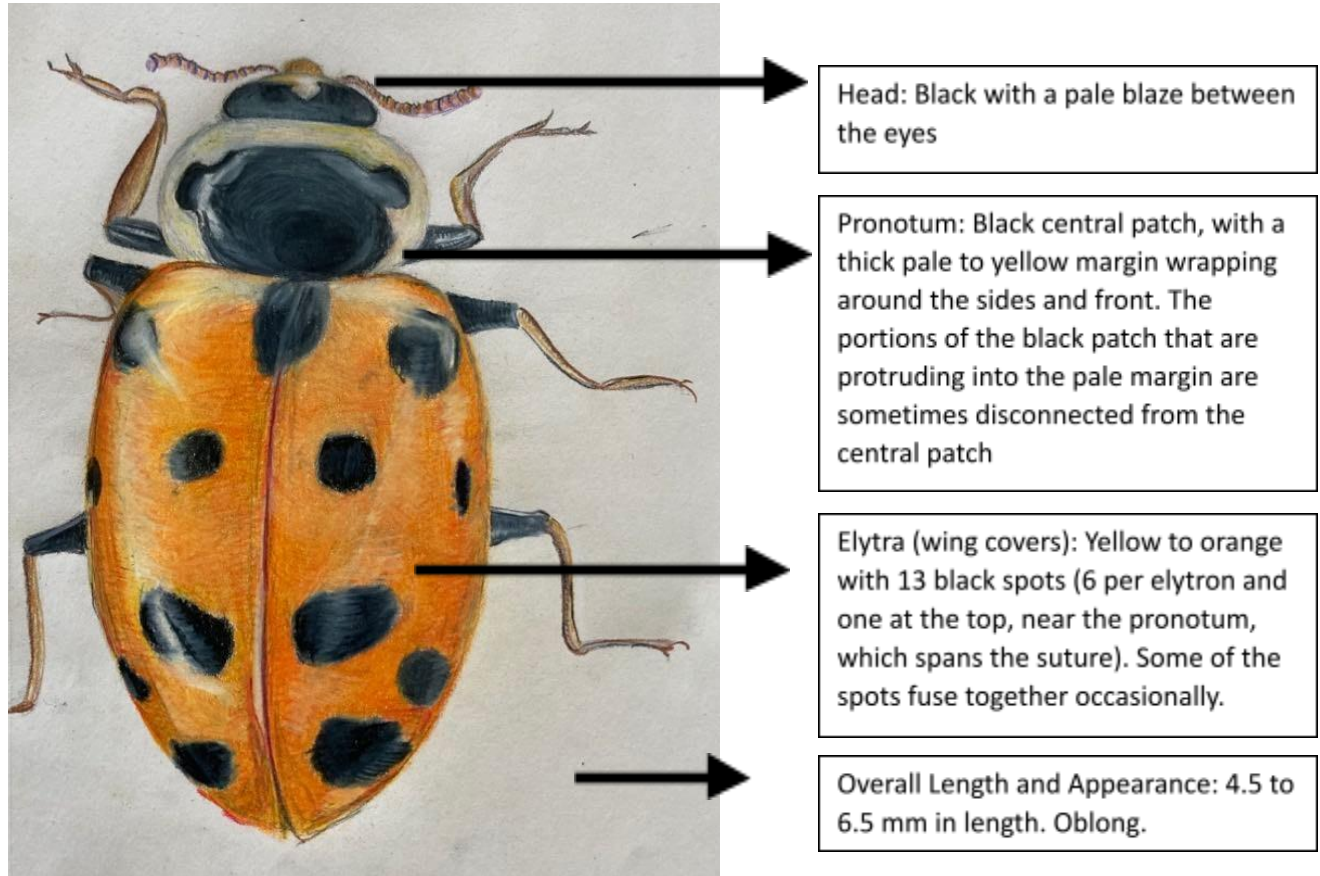 Head: Black with a pale blaze between
the eyes
Pronotum: Black central patch, with a
thick pale to yellow margin wrapping
around the sides and front. The
portions of the black patch that are
protruding into the pale margin are
sometimes disconnected from the
central patch
Elytra (wing covers): Yellow to orange
with 13 black spots (6 per elytron and
one at the top, near the pronotum,
which spans the suture). Some of the
spots fuse together occasionally.
Overall Length and Appearance: 4.5 to
6.5 mm in length. Oblong.